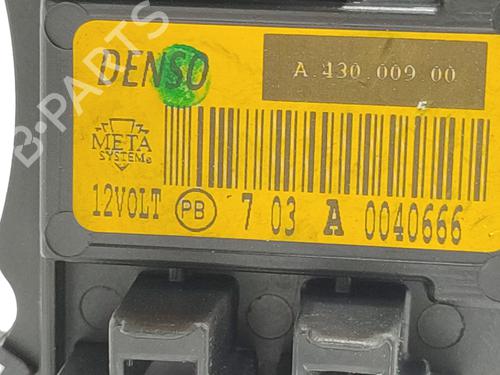 DENSO
A.430.009 00
F
META
SYSTEM
12VOLT PB 7 03 A 0040666
B-PARTS